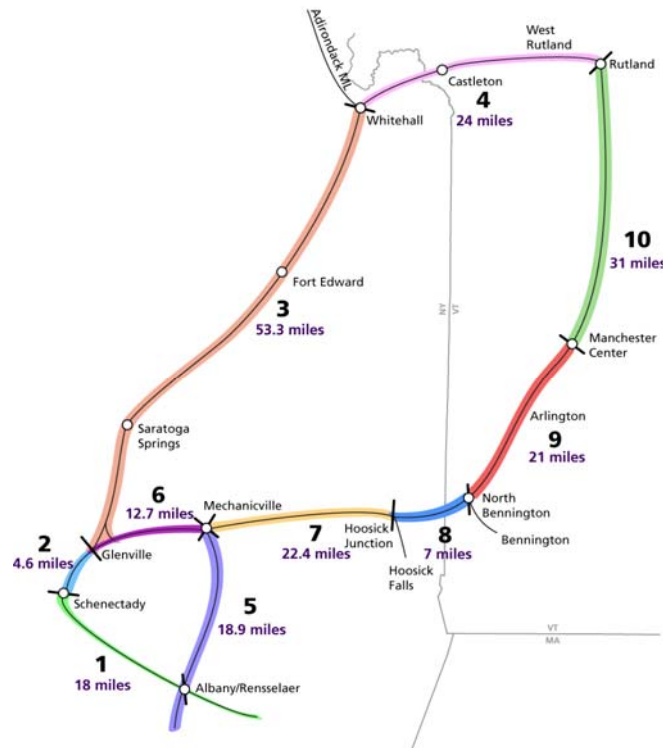 Adirondack ML
West
Rutland
Rutland
Castleton
4
24 miles
Whitehall
10
31 miles
Fort Edward
3
53.3 miles
NY
VT
Manchester
Center
Arlington
9
21 miles
Saratoga
Springs
6
12.7 miles
Mechanicville
North
Bennington
Bennington
2
4.6 miles
Glenville
7
22.4 miles
Hoosick
Junction
8
7 miles
Hoosick
Falls
Schenectady
5
18.9 miles
VT
MA
1
18 miles
Albany/Rensselaer